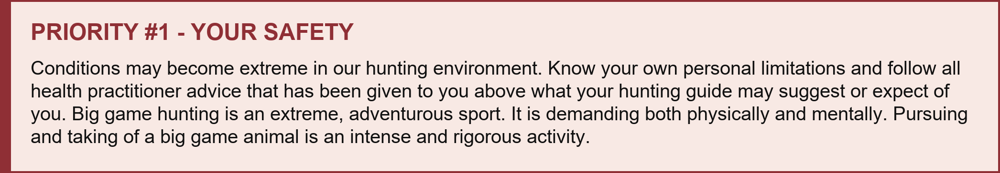 PRIORITY #1 - YOUR SAFETY
Conditions may become extreme in our hunting environment. Know your own personal limitations and follow all
health practitioner advice that has been given to you above what your hunting guide may suggest or expect of
you. Big game hunting is an extreme, adventurous sport. It is demanding both physically and mentally. Pursuing
and taking of a big game animal is an intense and rigorous activity.